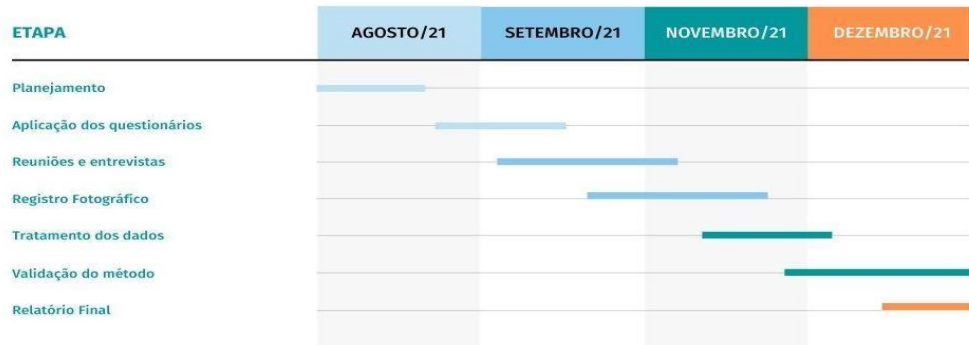 ETAPA AGOSTO/21 SETEMBRO/21 NOVEMBRO/21 DEZEMBRO/21
Planejamento
Aplicação dos questionários
Reuniões e entrevistas
Registro Fotográfico
Tratamento dos dados
Validação do método
Relatório Final